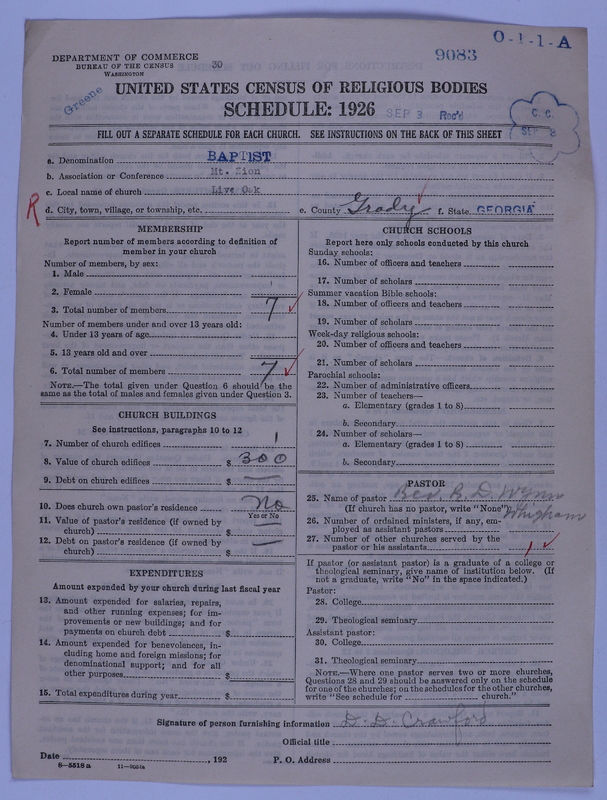 0-1-1-A
9083
DEPARTMENT OF COMMERCE
BUREAU OF THE CENSUS
WASHINGTON
30
Greene
UNITED STATES CENSUS OF RELIGIOUS BODIES
SCHEDULE: 1926
SEP 3 Rec'd
C. C.
SEP 8
FILL OUT A SEPARATE SCHEDULE FOR EACH CHURCH. SEE INSTRUCTIONS ON THE BACK OF THIS SHEET
a. Denomination BAPTIST
b. Association or Conference Mt. Zion
c. Local name of church Live Oak
R d. City, town, village, or township, etc. e. County Grady f. State GEORGIA
MEMBERSHIP
Report number of members according to definition of
member in your church
Number of members, by sex:
1. Male
2. Female
3. Total number of members 7
Number of members under and over 13 years old:
4. Under 13 years of age
5. 13 years old and over
6. Total number of members 7
NOTE.—The total given under Question 6 should be the
same as the total of males and females given under Question 3.
CHURCH BUILDINGS
See instructions, paragraphs 10 to 12
7. Number of church edifices 1
8. Value of church edifices $ 300
9. Debt on church edifices $ —
10. Does church own pastor's residence No
Yes or No
11. Value of pastor's residence (if owned by
church) $ —
12. Debt on pastor's residence (if owned by
church) $ —
EXPENDITURES
Amount expended by your church during last fiscal year
13. Amount expended for salaries, repairs,
and other running expenses; for im-
provements or new buildings; and for
payments on church debt $
14. Amount expended for benevolences, in-
cluding home and foreign missions; for
denominational support; and for all
other purposes $
15. Total expenditures during year $
CHURCH SCHOOLS
Report here only schools conducted by this church
Sunday schools:
16. Number of officers and teachers
17. Number of scholars
Summer vacation Bible schools:
18. Number of officers and teachers
19. Number of scholars
Week-day religious schools:
20. Number of officers and teachers
21. Number of scholars
Parochial schools:
22. Number of administrative officers
23. Number of teachers—
a. Elementary (grades 1 to 8)
b. Secondary
24. Number of scholars—
a. Elementary (grades 1 to 8)
b. Secondary
PASTOR
25. Name of pastor Rev. R. D. Wynn
(If church has no pastor, write "None") Whigham
26. Number of ordained ministers, if any, em-
ployed as assistant pastors
27. Number of other churches served by the
pastor or his assistants 1
If pastor (or assistant pastor) is a graduate of a college or
theological seminary, give name of institution below. (If
not a graduate, write "No" in the space indicated.)
Pastor:
28. College
29. Theological seminary
Assistant pastor:
30. College
31. Theological seminary
NOTE.—Where one pastor serves two or more churches,
Questions 28 and 29 should be answered only on the schedule
for one of the churches; on the schedules for the other churches,
write "See schedule for church."
Signature of person furnishing information D. D. Crawford
Official title
Date , 192 P. O. Address
8-5518a